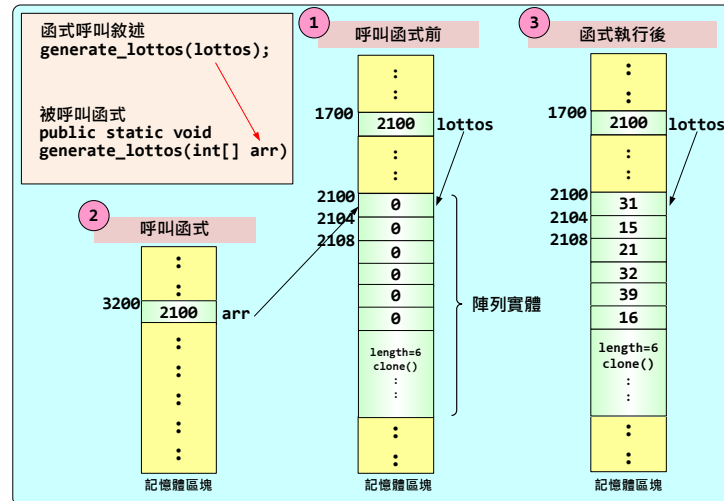 函式呼叫敘述
generate_lottos(lottos);
被呼叫函式
public static void
generate_lottos(int[] arr)
1
呼叫函式前
1700
2100
lottos
2100
0
2104
0
2108
0
0
0
0
length=6
clone()
陣列實體
記憶體區塊
2
呼叫函式
3200
2100
arr
記憶體區塊
3
函式執行後
1700
2100
lottos
2100
31
2104
15
2108
21
32
39
16
length=6
clone()
記憶體區塊